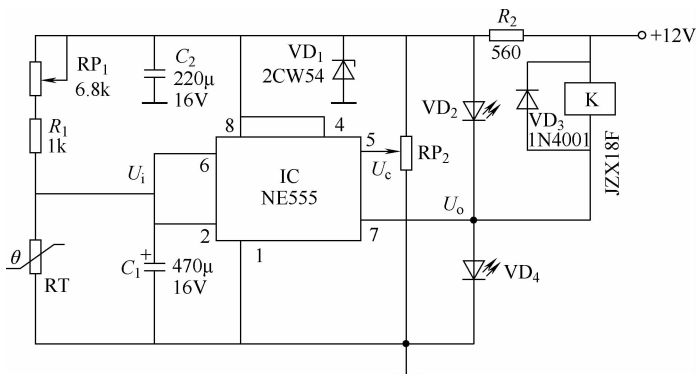 R₂
+12V
560
RP₁
6.8k
C₂
220μ
16V
VD₁
2CW54
VD₂
VD₃
1N4001
K
JZX18F
R₁
1k
8
4
5
Uc
RP₂
Ui
6
IC
NE555
Uo
7
2
1
θ
RT
C₁
+
470μ
16V
VD₄